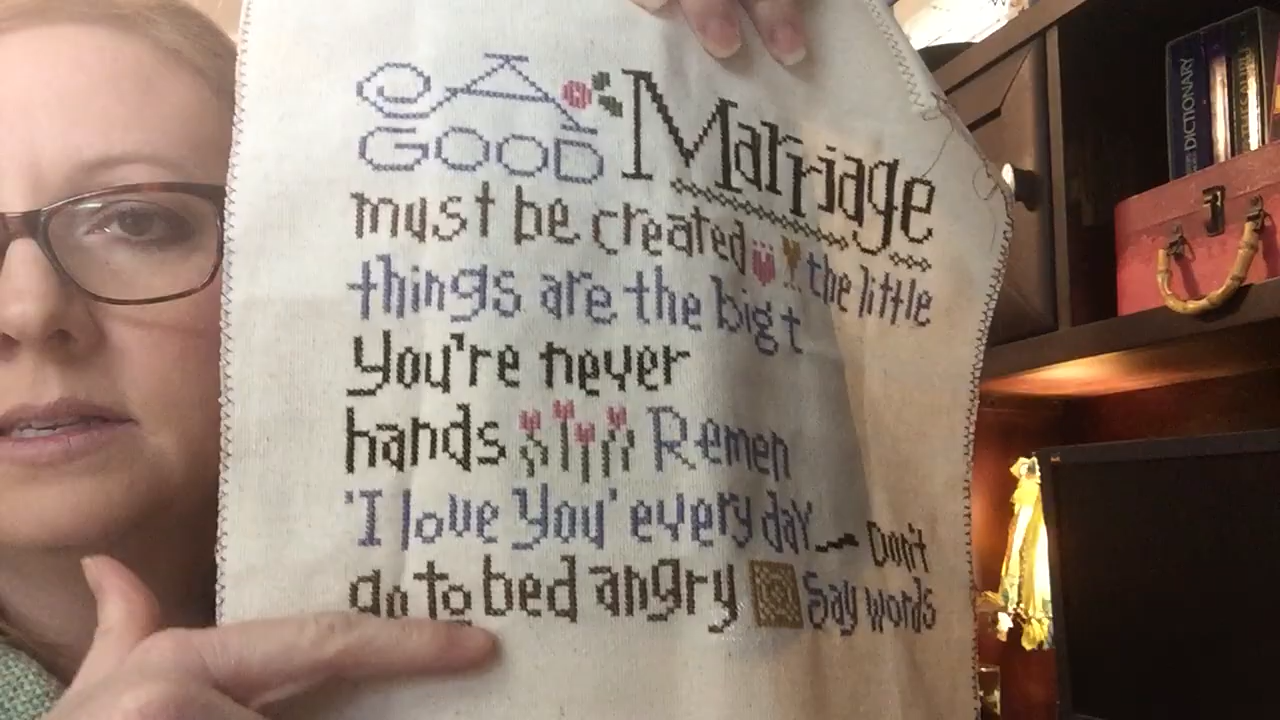 A
GOOD Marriage
must be created the little
things are the big t
You're never
hands Remen
'I love You' every day Don't
go to bed angry Say words
DICTIONARY